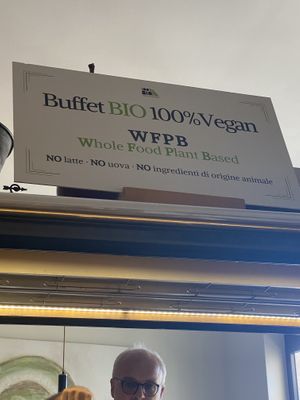 Buffet BIO 100%Vegan
WFPB
Whole Food Plant Based
NO latte · NO uova · NO ingredienti di origine animale